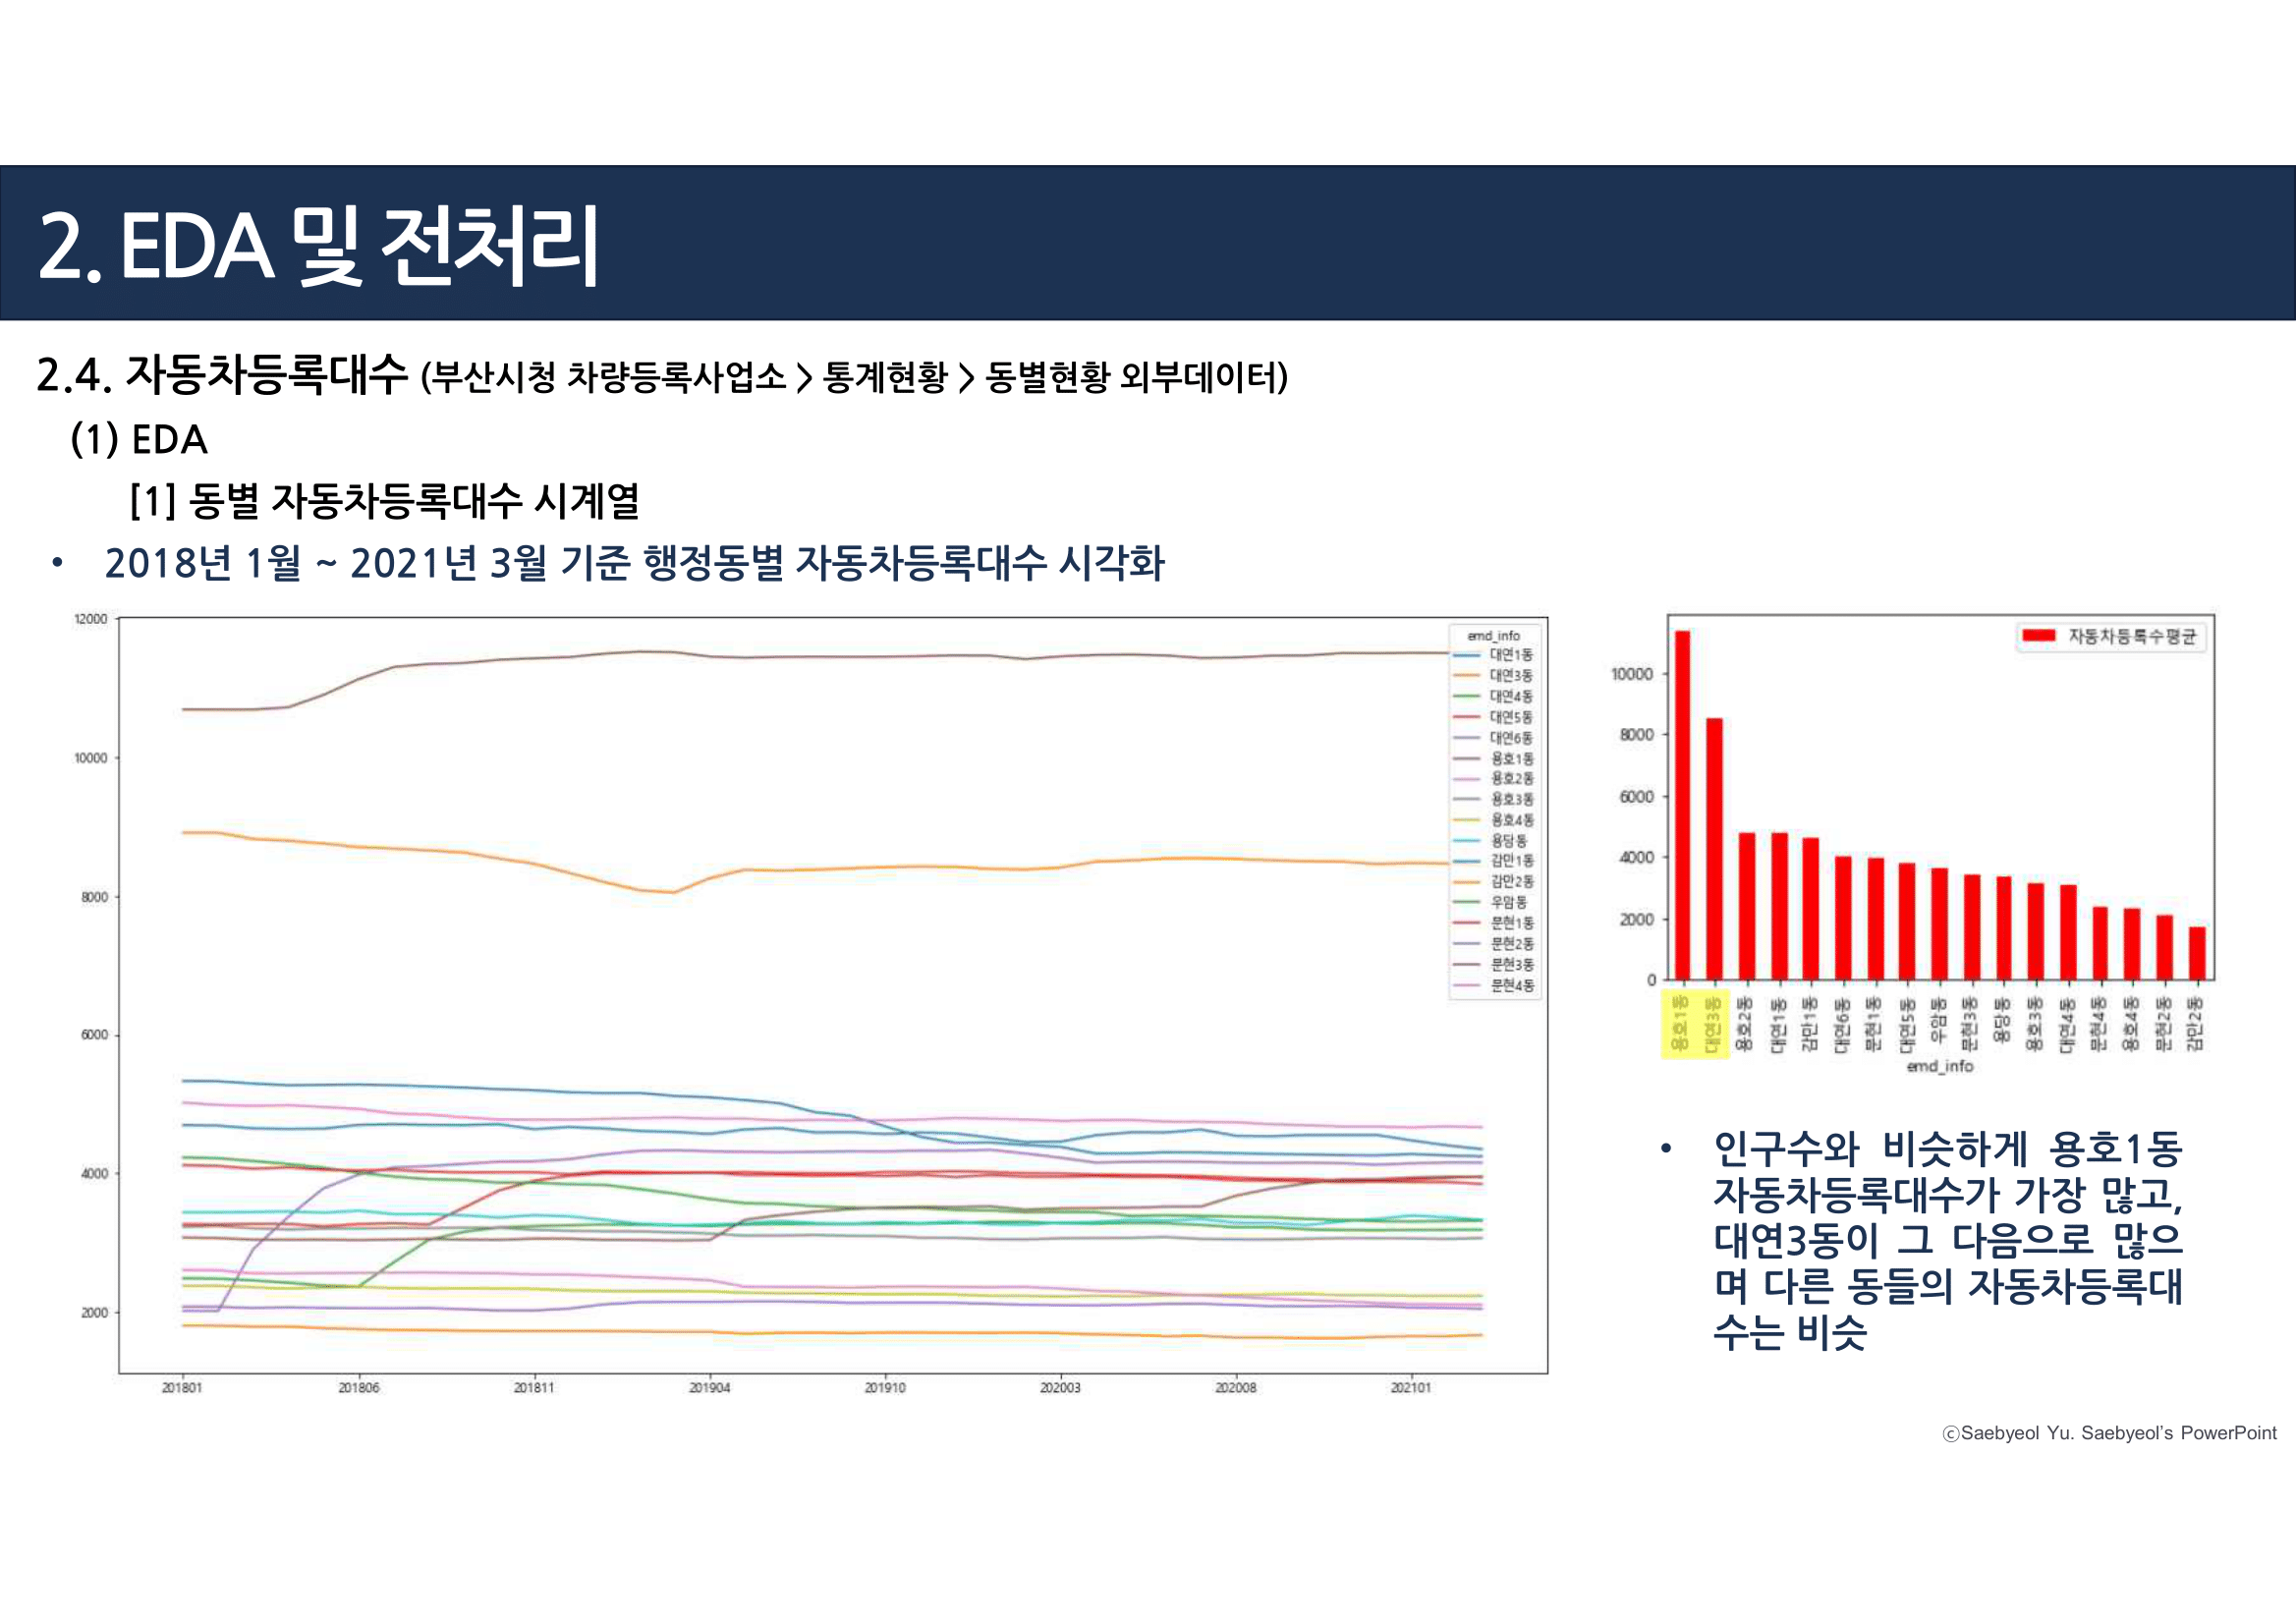 2. EDA 및 전처리
2.4. 자동차등록대수 (부산시청 차량등록사업소 > 통계현황 > 동별현황 외부데이터)
(1) EDA
[1] 동별 자동차등록대수 시계열
• 2018년 1월 ~ 2021년 3월 기준 행정동별 자동차등록대수 시각화
12000
10000
8000
6000
4000
2000
201801 201806 201811 201904 201910 202003 202008 202101
emd_info
대연1동
대연3동
대연4동
대연5동
대연6동
용호1동
용호2동
용호3동
용호4동
용당동
감만1동
감만2동
우암동
문현1동
문현2동
문현3동
문현4동
자동차등록수평균
10000
8000
6000
4000
2000
0
용호1동 대연3동 용호2동 대연1동 감만1동 대연6동 문현1동 대연5동 우암동 문현3동 용당동 용호3동 대연4동 문현4동 용호4동 문현2동 감만2동
emd_info
• 인구수와 비슷하게 용호1동
자동차등록대수가 가장 많고,
대연3동이 그 다음으로 많으
며 다른 동들의 자동차등록대
수는 비슷
ⓒSaebyeol Yu. Saebyeol's PowerPoint